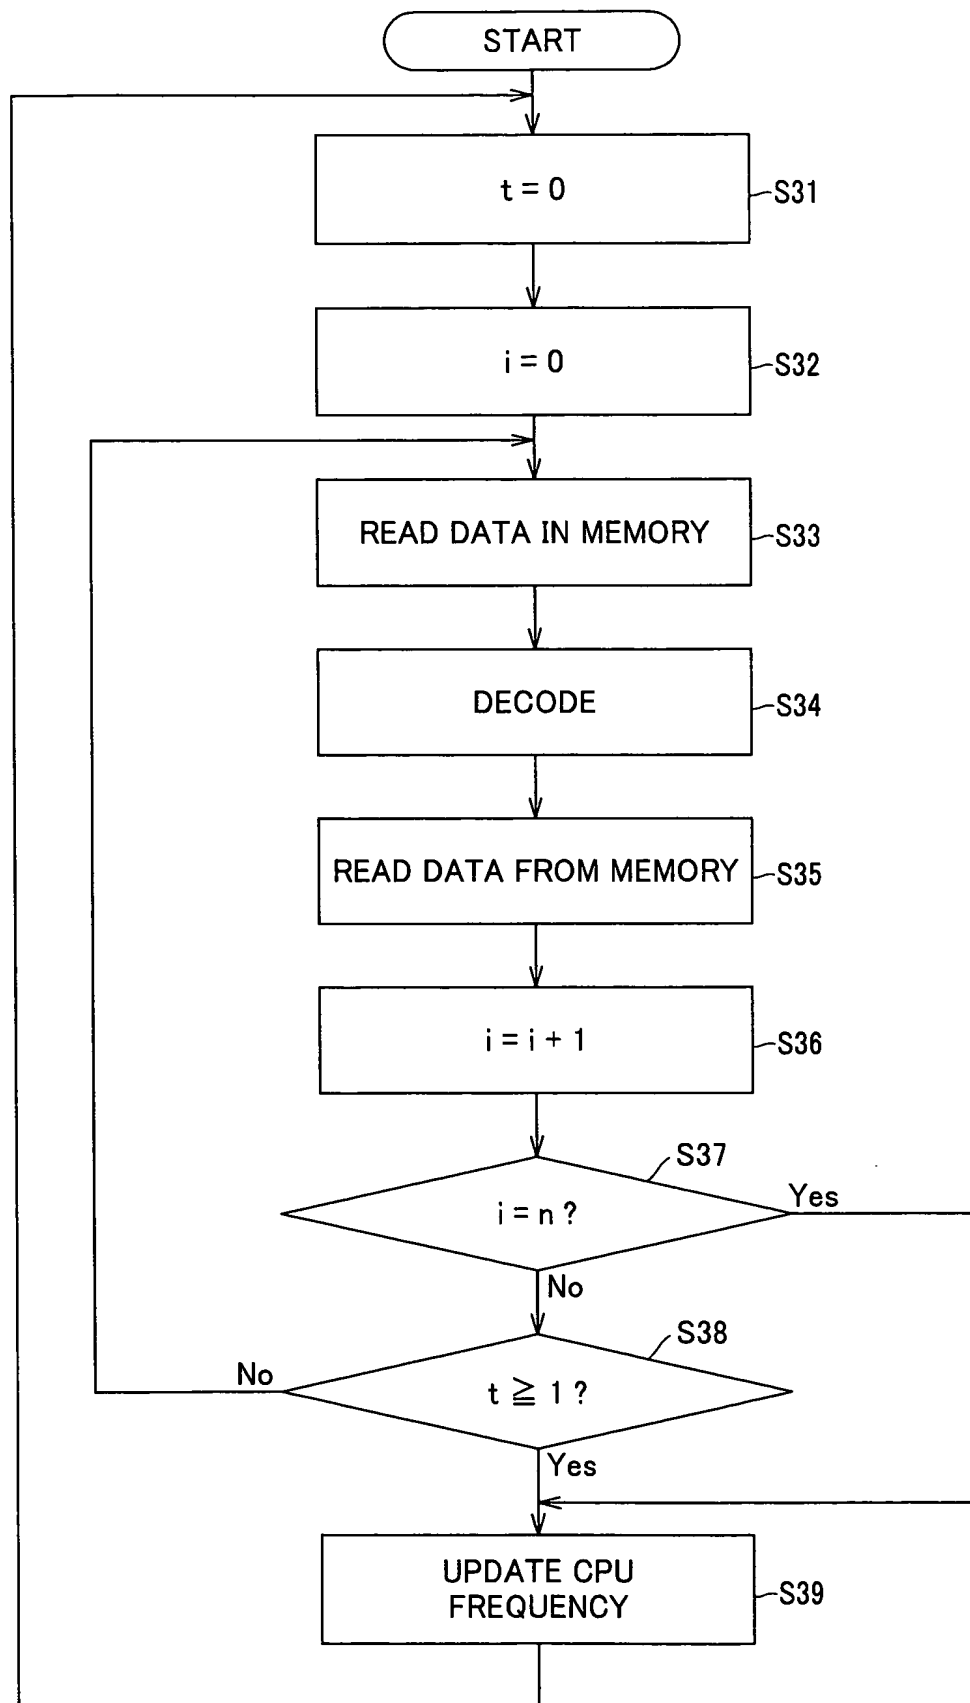 START
t = 0
S31
i = 0
S32
READ DATA IN MEMORY
S33
DECODE
S34
READ DATA FROM MEMORY
S35
i = i + 1
S36
S37
i = n ?
Yes
No
S38
t ≧ 1 ?
No
Yes
UPDATE CPU
FREQUENCY
S39